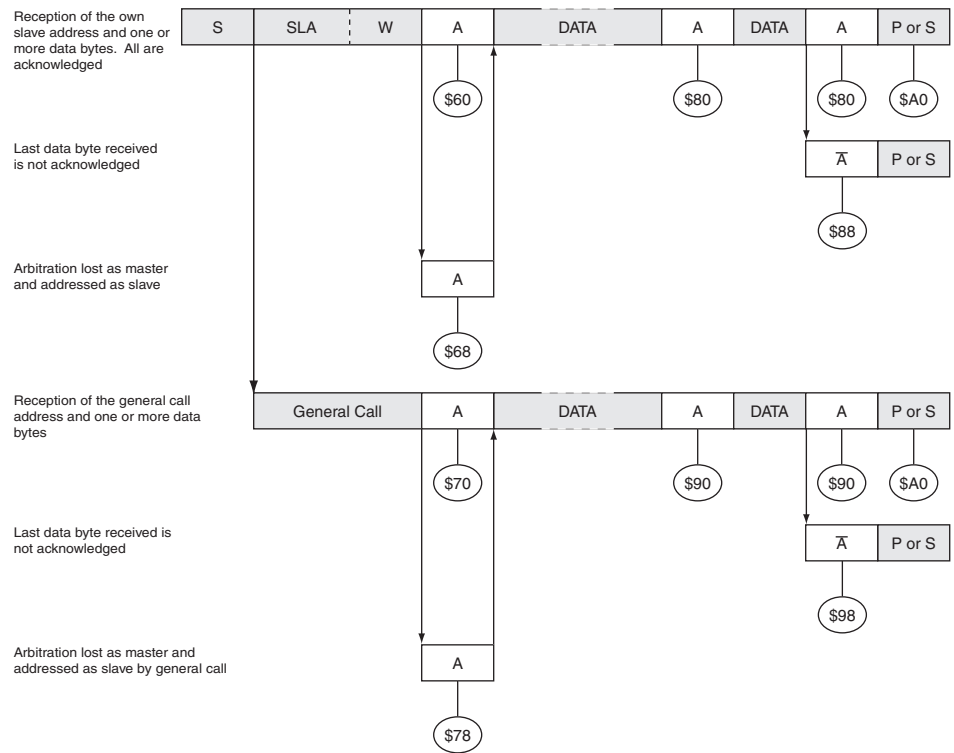 Reception of the own
slave address and one or
more data bytes.  All are
acknowledged
S SLA W A DATA A DATA A P or S
$60 $80 $80 $A0
Last data byte received
is not acknowledged
A̅ P or S
$88
Arbitration lost as master
and addressed as slave
A
$68
Reception of the general call
address and one or more data
bytes
General Call A DATA A DATA A P or S
$70 $90 $90 $A0
Last data byte received is
not acknowledged
A̅ P or S
$98
Arbitration lost as master and
addressed as slave by general call
A
$78